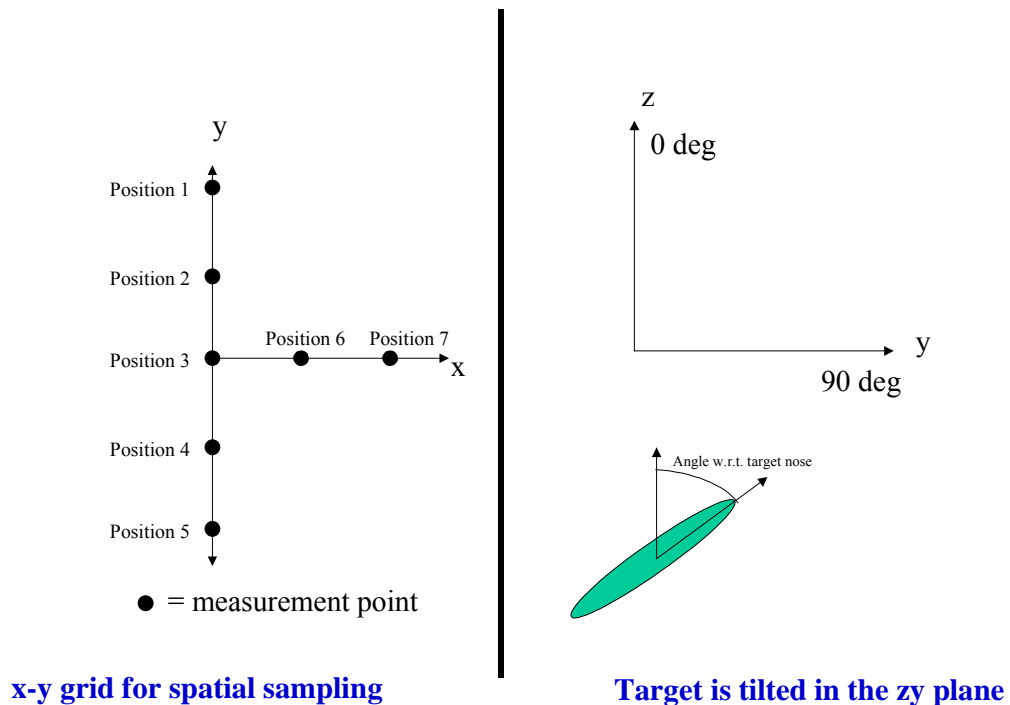 y
Position 1
Position 2
Position 3
Position 6
Position 7
x
Position 4
Position 5
= measurement point
x-y grid for spatial sampling
z
0 deg
y
90 deg
Angle w.r.t. target nose
Target is tilted in the zy plane